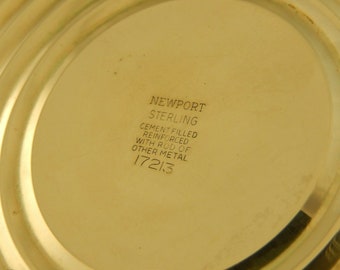 NEWPORT
STERLING
CEMENT FILLED
REINFORCED
WITH ROD OF
OTHER METAL
17213